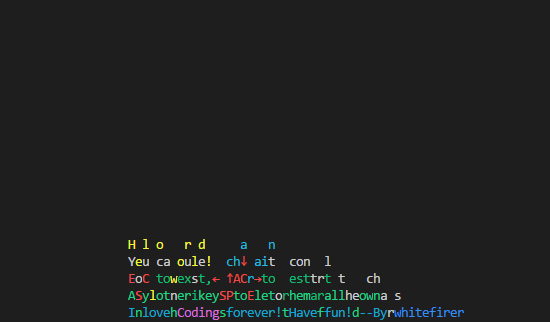 H l o   r d     a   n
Yeu ca oule!  ch↓ ait  con  l
EoC towexst,← ↑ACr→to  esttrt t   ch
ASylotnerikeySPtoEletorhemarallheowna s
InlovehCodingsforever!tHaveffun!d--Byrwhitefirer